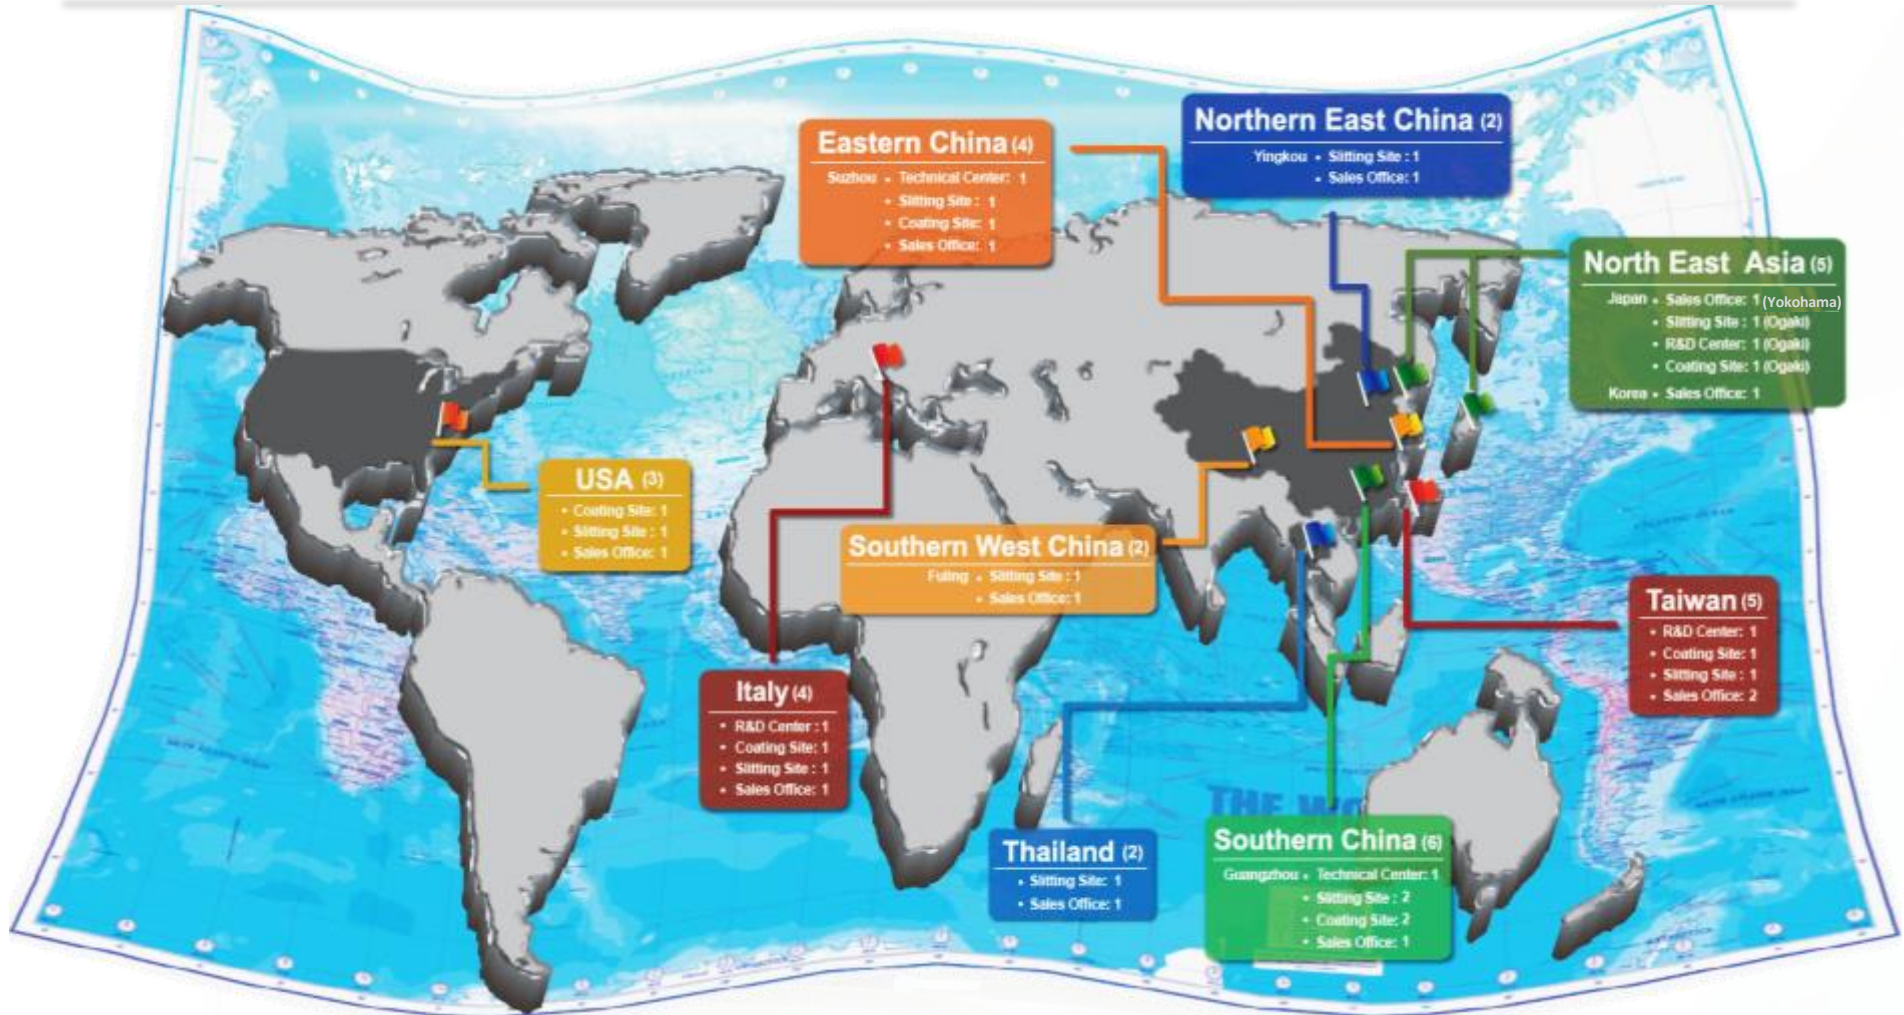 Eastern China (4)
Suzhou • Technical Center: 1
• Slitting Site : 1
• Coating Site: 1
• Sales Office: 1
Northern East China (2)
Yingkou • Slitting Site : 1
• Sales Office: 1
North East Asia (5)
Japan • Sales Office: 1 (Yokohama)
• Slitting Site : 1 (Ogaki)
• R&D Center: 1 (Ogaki)
• Coating Site: 1 (Ogaki)
Korea • Sales Office: 1
USA (3)
• Coating Site: 1
• Slitting Site : 1
• Sales Office: 1
Southern West China (2)
Fuling • Slitting Site : 1
• Sales Office: 1
Taiwan (5)
• R&D Center: 1
• Coating Site: 1
• Slitting Site : 1
• Sales Office: 2
Italy (4)
• R&D Center : 1
• Coating Site: 1
• Slitting Site : 1
• Sales Office: 1
THE WO
Thailand (2)
• Slitting Site: 1
• Sales Office: 1
Southern China (6)
Guangzhou • Technical Center: 1
• Slitting Site : 2
• Coating Site: 2
• Sales Office: 1